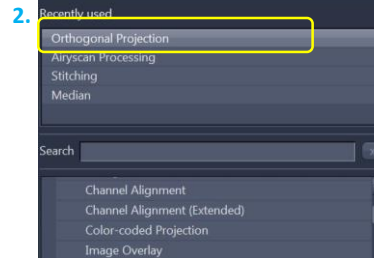 2. Recently used
Orthogonal Projection
Airyscan Processing
Stitching
Median
Search
Channel Alignment
Channel Alignment (Extended)
Color-coded Projection
Image Overlay